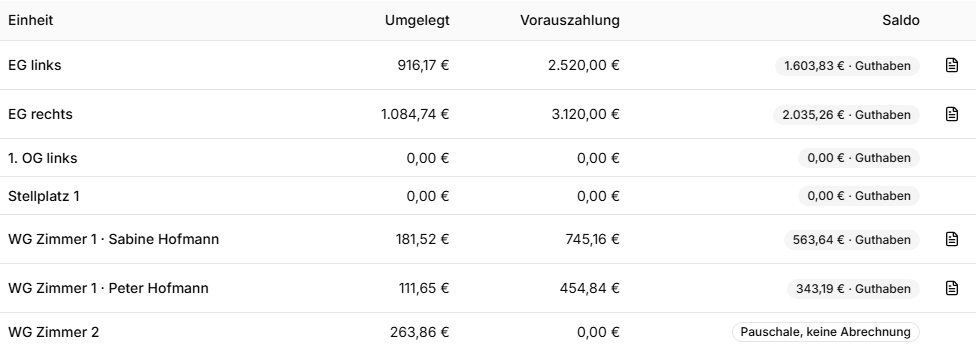 Einheit Umgelegt Vorauszahlung Saldo
EG links 916,17 € 2.520,00 € 1.603,83 € · Guthaben
EG rechts 1.084,74 € 3.120,00 € 2.035,26 € · Guthaben
1. OG links 0,00 € 0,00 € 0,00 € · Guthaben
Stellplatz 1 0,00 € 0,00 € 0,00 € · Guthaben
WG Zimmer 1 · Sabine Hofmann 181,52 € 745,16 € 563,64 € · Guthaben
WG Zimmer 1 · Peter Hofmann 111,65 € 454,84 € 343,19 € · Guthaben
WG Zimmer 2 263,86 € 0,00 € Pauschale, keine Abrechnung